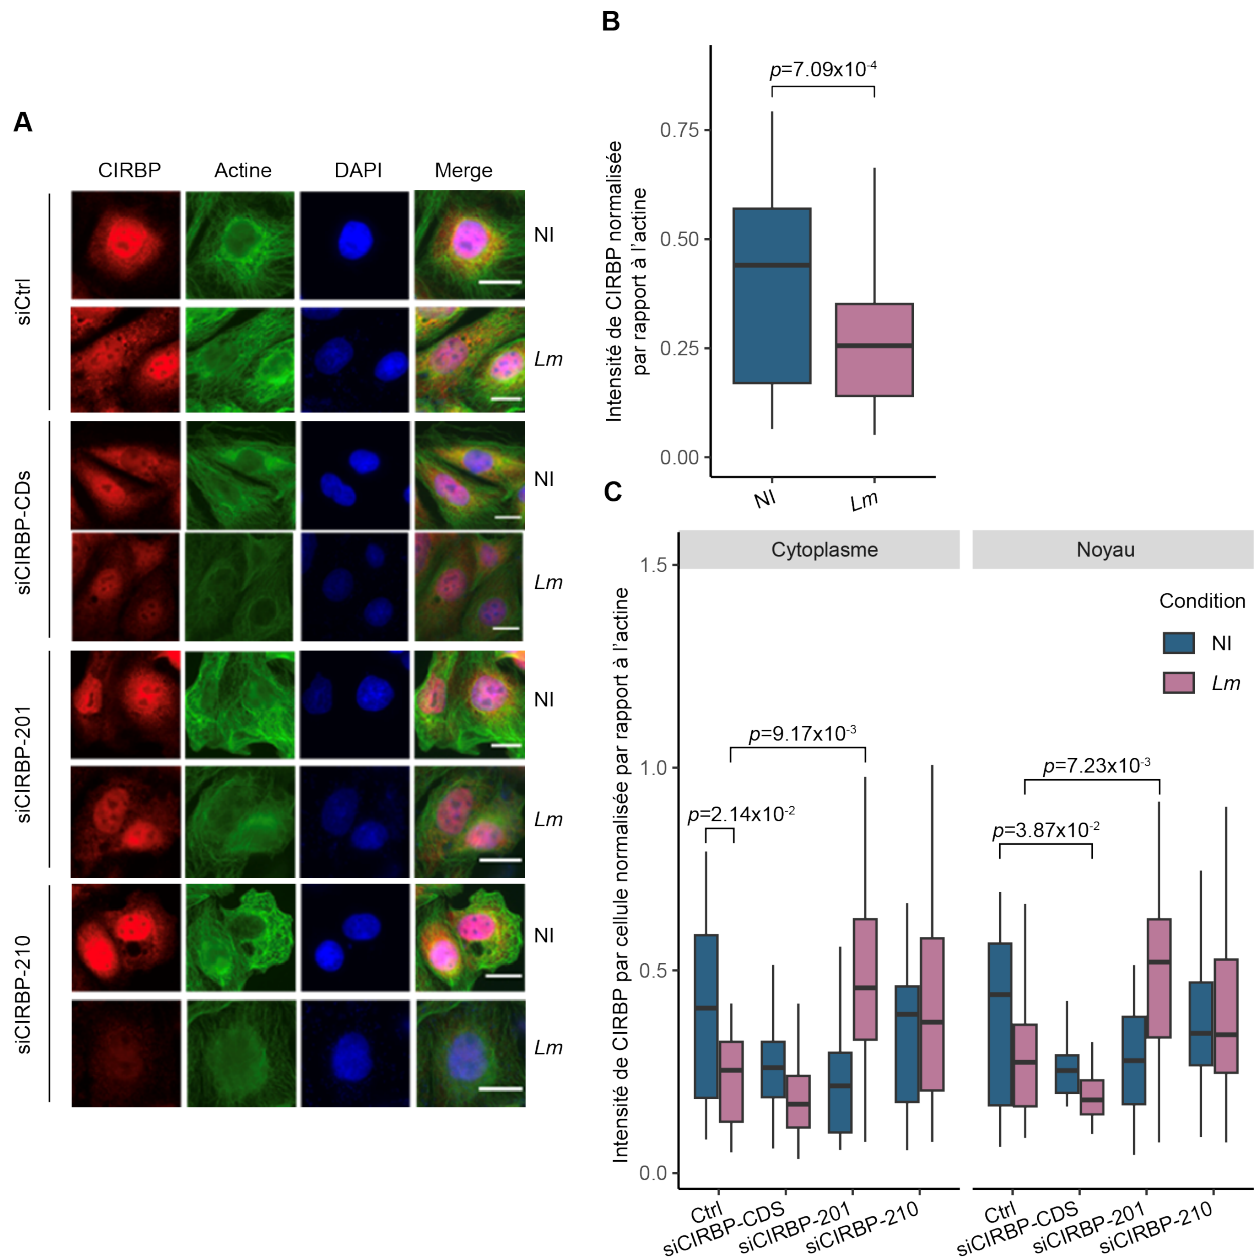 A
CIRBP
Actine
DAPI
Merge
siCtrl
NI
Lm
siCIRBP-CDs
NI
Lm
siCIRBP-201
NI
Lm
siCIRBP-210
NI
Lm
B
p=7.09x10-4
Intensité de CIRBP normalisée
par rapport à l'actine
0.75
0.50
0.25
0.00
NI
Lm
C
Cytoplasme
Noyau
Intensité de CIRBP par cellule normalisée par rapport à l'actine
1.5
1.0
0.5
0.0
Condition
NI
Lm
p=9.17x10-3
p=2.14x10-2
p=7.23x10-3
p=3.87x10-2
Ctrl
siCIRBP-CDS
siCIRBP-201
siCIRBP-210
Ctrl
siCIRBP-CDS
siCIRBP-201
siCIRBP-210